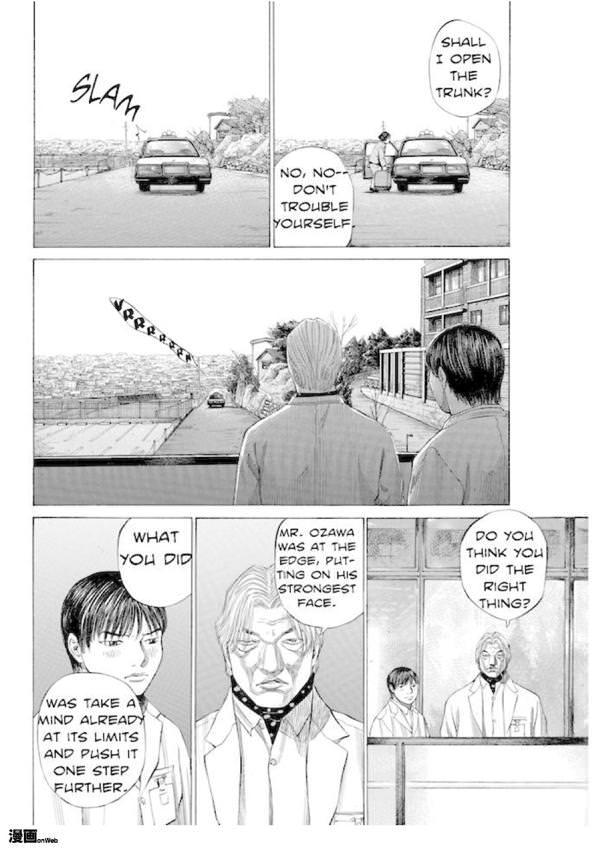 SHALL
I OPEN
THE
TRUNK?
NO, NO--
DON'T
TROUBLE
YOURSELF.
SLAM
VRRRRRRRR
DO YOU
THINK YOU
DID THE
RIGHT
THING?
MR. OZAWA
WAS AT THE
EDGE, PUT-
TING ON HIS
STRONGEST
FACE.
WHAT
YOU DID
WAS TAKE A
MIND ALREADY
AT ITS LIMITS
AND PUSH IT
ONE STEP
FURTHER.
漫画onWeb